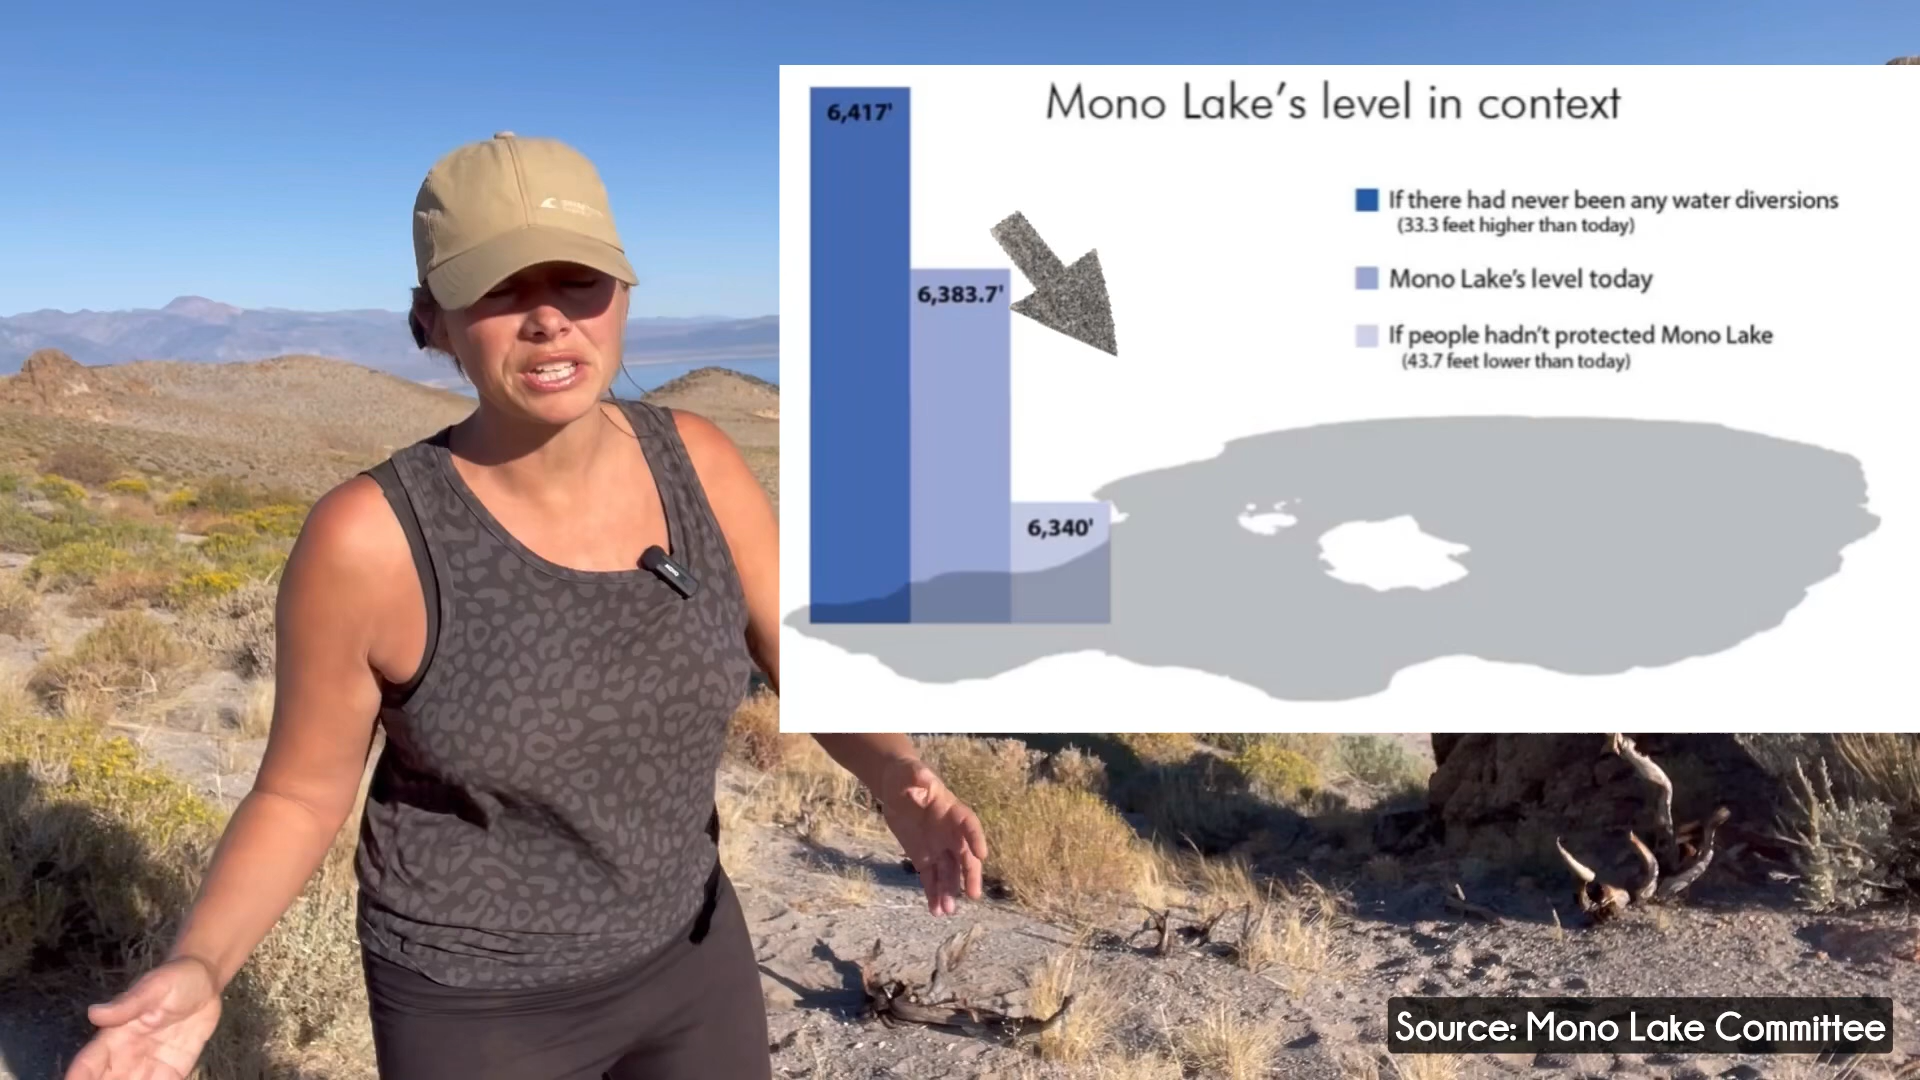 Mono Lake's level in context
6,417'
6,383.7'
6,340'
If there had never been any water diversions
(33.3 feet higher than today)
Mono Lake's level today
If people hadn't protected Mono Lake
(43.7 feet lower than today)
Source: Mono Lake Committee